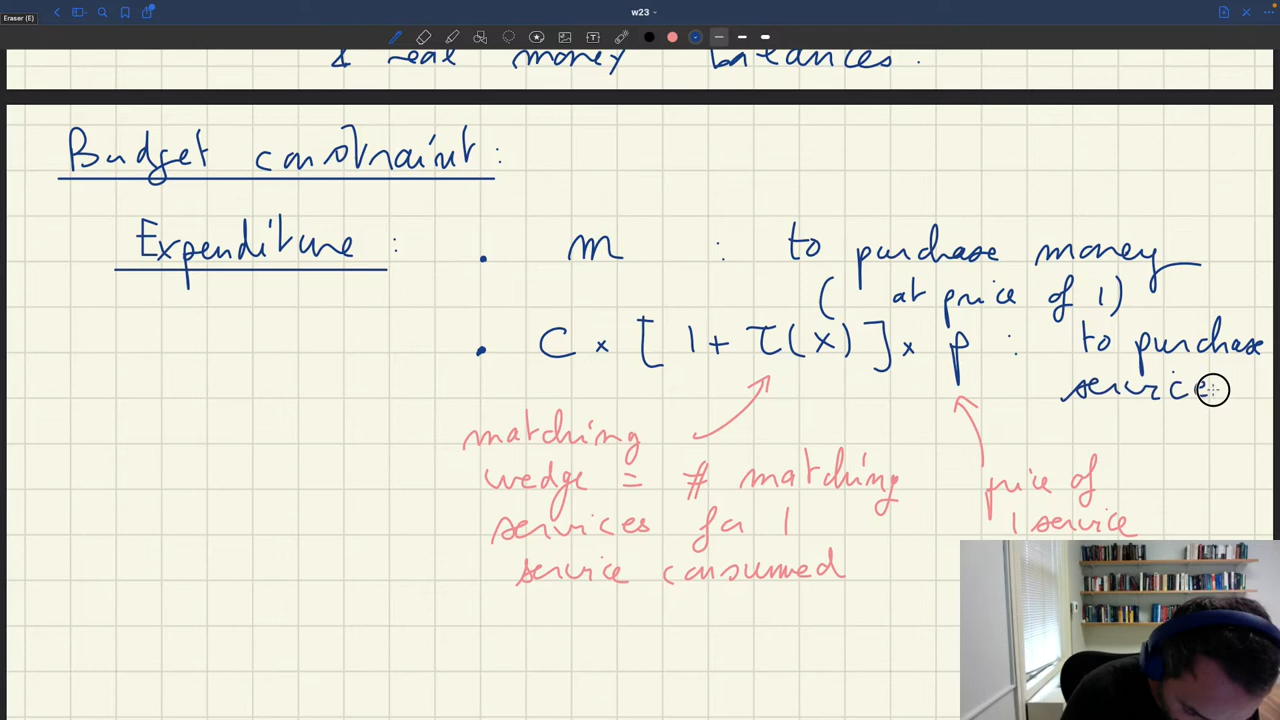 Eraser (E)
w23
& real money balances.
Budget constraint:
Expenditure : • m : to purchase money
( at price of 1)
• C × [ 1 + τ(x) ] × p : to purchase
service
matching
wedge = # matching
services for 1
service consumed
price of
1 service